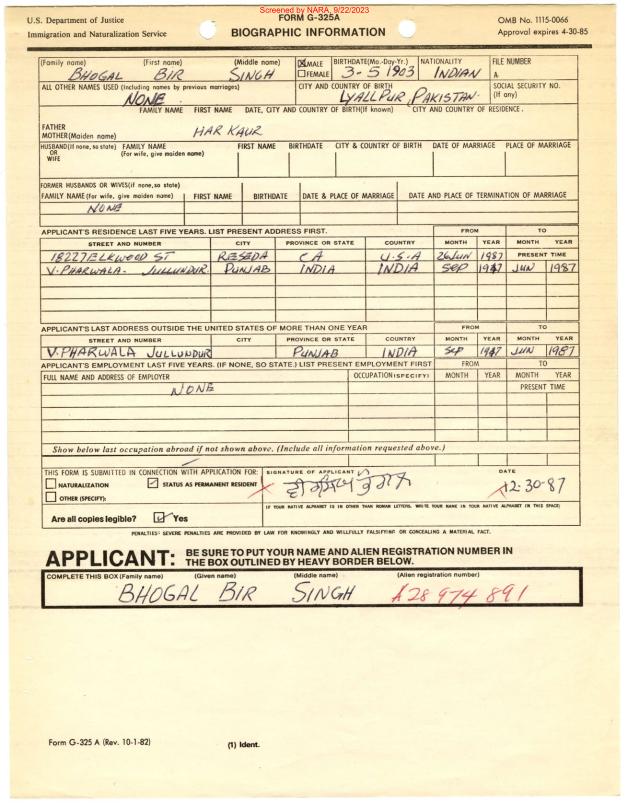 Screened by NARA, 9/22/2023
U.S. Department of Justice
Immigration and Naturalization Service
FORM G-325A
BIOGRAPHIC INFORMATION
OMB No. 1115-0066
Approval expires 4-30-85
(Family name) (First name) (Middle name) MALE FEMALE BIRTHDATE(Mo.-Day-Yr.) NATIONALITY FILE NUMBER
BHOGAL BIR SINGH 3-5 1903 INDIAN A
ALL OTHER NAMES USED (Including names by previous marriages) CITY AND COUNTRY OF BIRTH SOCIAL SECURITY NO. (If any)
NONE LYALLPUR, PAKISTAN.
FAMILY NAME FIRST NAME DATE, CITY AND COUNTRY OF BIRTH(If known) CITY AND COUNTRY OF RESIDENCE.
FATHER
MOTHER(Maiden name) HAR KAUR
HUSBAND(If none, so state) OR WIFE FAMILY NAME (For wife, give maiden name) FIRST NAME BIRTHDATE CITY & COUNTRY OF BIRTH DATE OF MARRIAGE PLACE OF MARRIAGE
FORMER HUSBANDS OR WIVES(if none, so state)
FAMILY NAME(For wife, give maiden name) FIRST NAME BIRTHDATE DATE & PLACE OF MARRIAGE DATE AND PLACE OF TERMINATION OF MARRIAGE
NONE
APPLICANT'S RESIDENCE LAST FIVE YEARS. LIST PRESENT ADDRESS FIRST. FROM TO
STREET AND NUMBER CITY PROVINCE OR STATE COUNTRY MONTH YEAR MONTH YEAR
18227 ELKWOOD ST RESEDA CA U.S.A 26 JUN 1987 PRESENT TIME
V. PHARWALA- JULLUNDUR. PUNJAB INDIA INDIA SEP 1947 JUN 1987
APPLICANT'S LAST ADDRESS OUTSIDE THE UNITED STATES OF MORE THAN ONE YEAR FROM TO
STREET AND NUMBER CITY PROVINCE OR STATE COUNTRY MONTH YEAR MONTH YEAR
V. PHARWALA JULLUNDUR PUNJAB INDIA SEP 1947 JUN 1987
APPLICANT'S EMPLOYMENT LAST FIVE YEARS. (IF NONE, SO STATE.) LIST PRESENT EMPLOYMENT FIRST FROM TO
FULL NAME AND ADDRESS OF EMPLOYER OCCUPATION(SPECIFY) MONTH YEAR MONTH YEAR
NONE PRESENT TIME
Show below last occupation abroad if not shown above. (Include all information requested above.)
THIS FORM IS SUBMITTED IN CONNECTION WITH APPLICATION FOR: SIGNATURE OF APPLICANT DATE
NATURALIZATION STATUS AS PERMANENT RESIDENT 12-30-87
OTHER (SPECIFY):
IF YOUR NATIVE ALPHABET IS IN OTHER THAN ROMAN LETTERS, WRITE YOUR NAME IN YOUR NATIVE ALPHABET IN THIS SPACE)
Are all copies legible? Yes
PENALTIES: SEVERE PENALTIES ARE PROVIDED BY LAW FOR KNOWINGLY AND WILLFULLY FALSIFYING OR CONCEALING A MATERIAL FACT.
APPLICANT: BE SURE TO PUT YOUR NAME AND ALIEN REGISTRATION NUMBER IN
THE BOX OUTLINED BY HEAVY BORDER BELOW.
COMPLETE THIS BOX (Family name) (Given name) (Middle name) (Alien registration number)
BHOGAL BIR SINGH A28 974 891
Form G-325 A (Rev. 10-1-82)
(1) Ident.